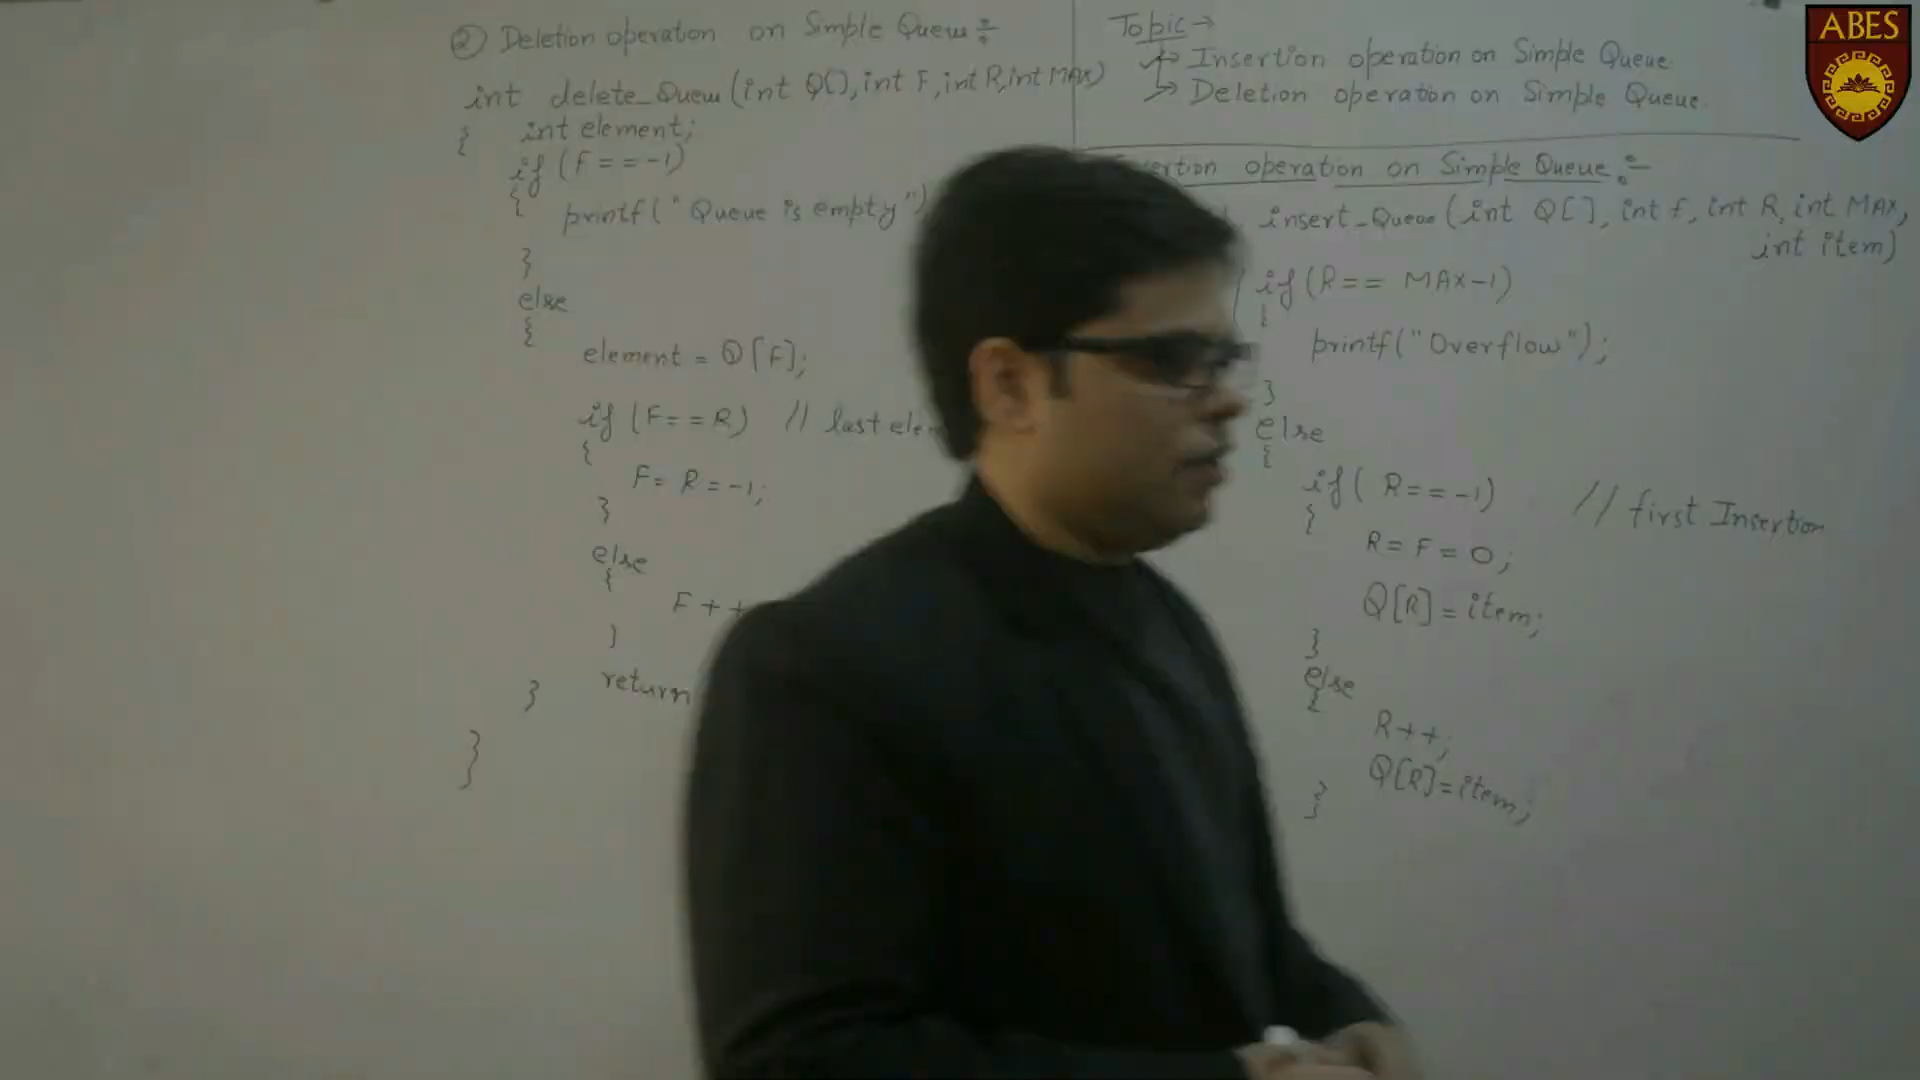 ② Deletion operation on Simple Queue :-
int delete_Queue (int Q[], int F, int R, int MAX)
{ int element;
if (F == -1)
{
printf("Queue is empty")
}
else
{
element = Q[F];
if (F == R) // last
{
F = R = -1;
}
else
{
F++
}
return
}
}
Topic →
→ Insertion operation on Simple Queue
→ Deletion operation on Simple Queue.
operation on Simple Queue :-
insert_Queue (int Q[], int f, int R, int MAX,
int item)
{ if (R == MAX-1)
{
printf("Overflow");
}
else
{
if (R == -1) // first Insertion
{
R = F = 0;
Q[R] = item;
}
else
{
R++;
Q[R] = item;
}
ABES